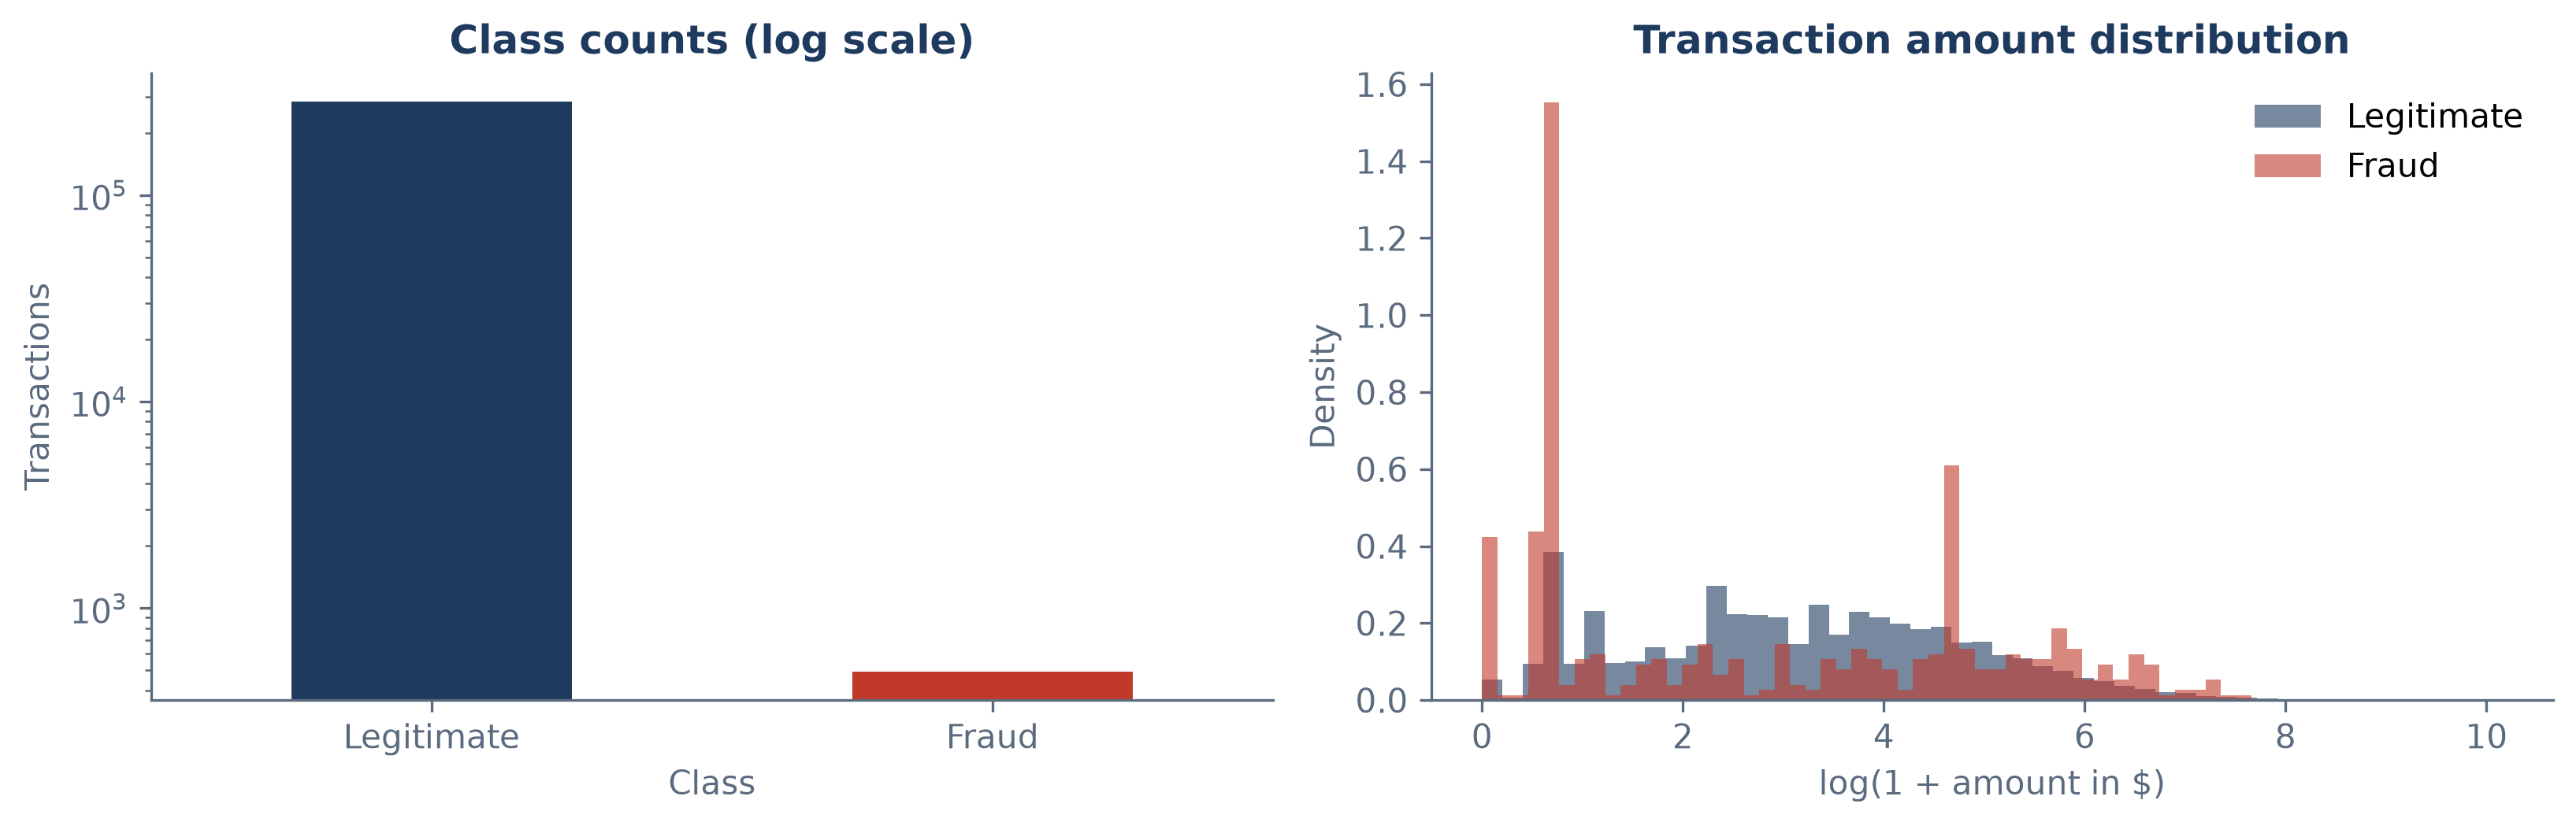 Class counts (log scale)
Transactions
10⁵
10⁴
10³
Legitimate
Fraud
Class
Transaction amount distribution
Density
1.6
1.4
1.2
1.0
0.8
0.6
0.4
0.2
0.0
Legitimate
Fraud
0 2 4 6 8 10
log(1 + amount in $)